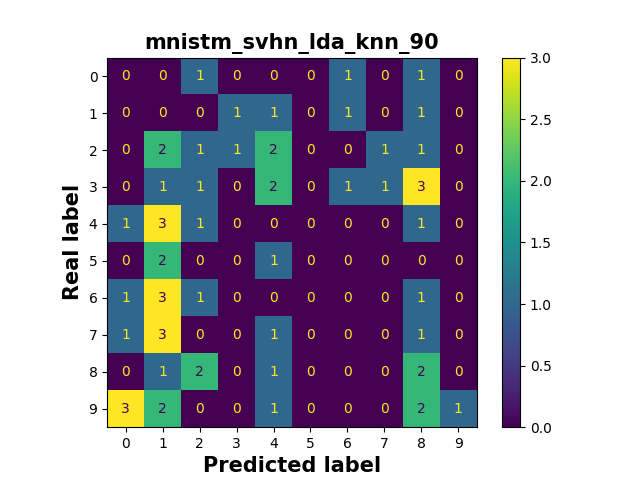 mnistm_svhn_lda_knn_90
0 0 0 1 0 0 0 1 0 1 0
1 0 0 0 1 1 0 1 0 1 0
2 0 2 1 1 2 0 0 1 1 0
3 0 1 1 0 2 0 1 1 3 0
4 1 3 1 0 0 0 0 0 1 0
5 0 2 0 0 1 0 0 0 0 0
6 1 3 1 0 0 0 0 0 1 0
7 1 3 0 0 1 0 0 0 1 0
8 0 1 2 0 1 0 0 0 2 0
9 3 2 0 0 1 0 0 0 2 1
0 1 2 3 4 5 6 7 8 9
Real label
Predicted label
3.0
2.5
2.0
1.5
1.0
0.5
0.0